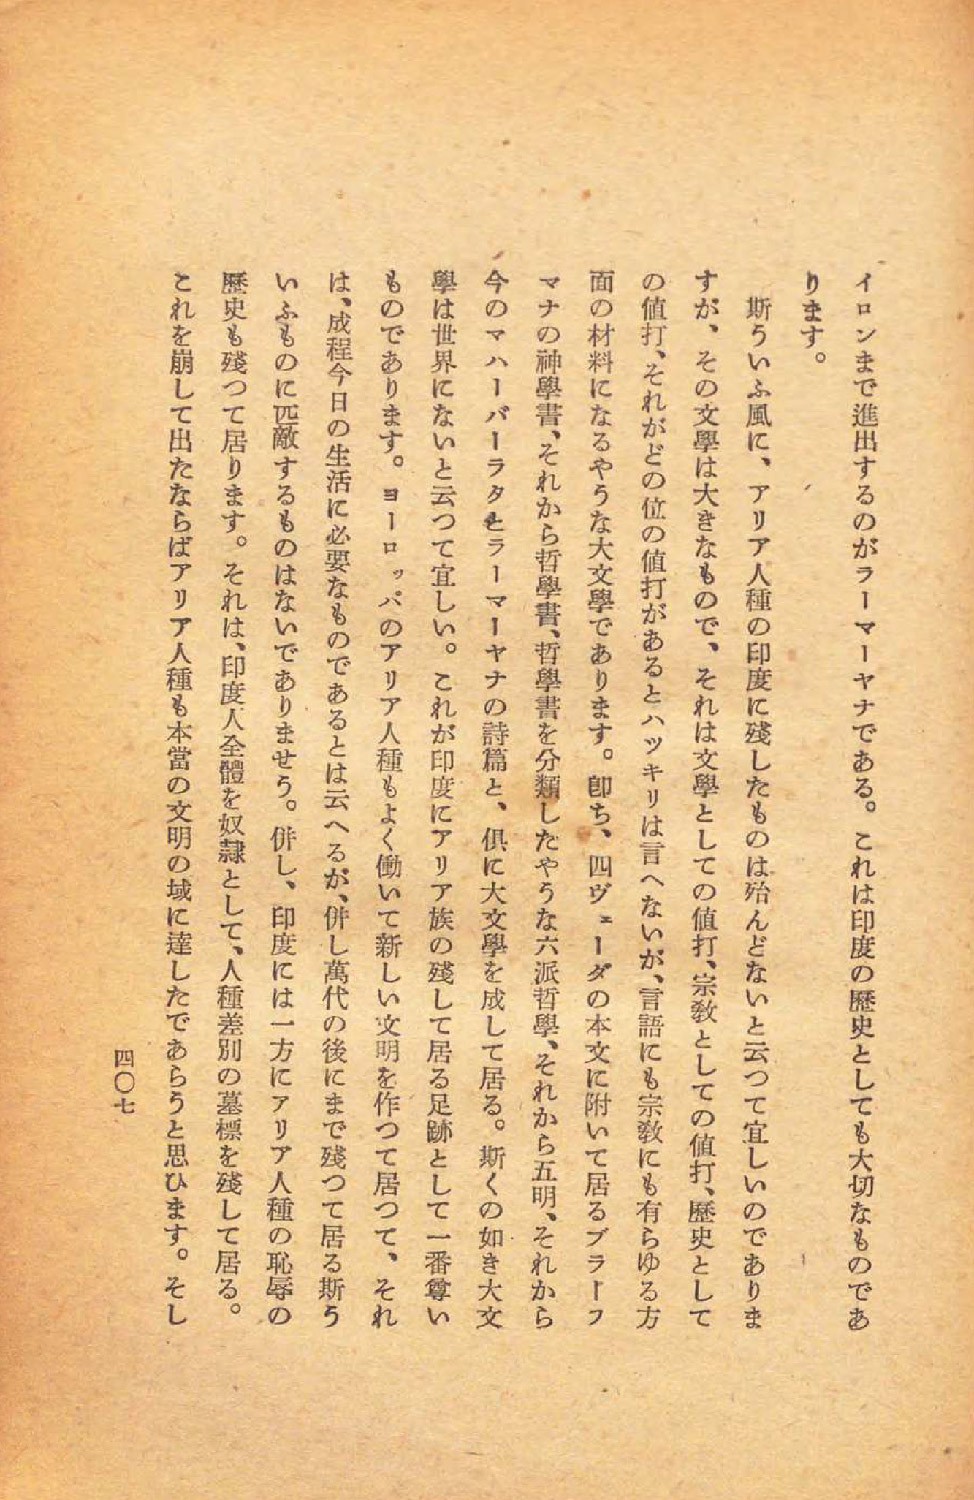 イロンまで進出するのがラーマーヤナである。これは印度の歷史としても大切なものであ
ります。
斯ういふ風に、アリア人種の印度に殘したものは殆んどないと云つて宜しいのでありま
すが、その文學は大きなもので、それは文學としての値打、宗敎としての値打、歷史として
の値打、それがどの位の値打があるとハッキリは言へないが、言語にも宗敎にも有らゆる方
面の材料になるやうな大文學であります。卽ち、四ヴェーダの本文に附いて居るブラーフ
マナの神學書、それから哲學書、哲學書を分類したやうな六派哲學、それから五明、それから
今のマハーバーラタとラーマーヤナの詩篇と、俱に大文學を成して居る。斯くの如き大文
學は世界にないと云つて宜しい。これが印度にアリア族の殘して居る足跡として一番尊い
ものであります。ヨーロッパのアリア人種もよく働いて新しい文明を作つて居つて、それ
は、成程今日の生活に必要なものであるとは云へるが、併し萬代の後にまで殘つて居る斯う
いふものに匹敵するものはないでありませう。併し、印度には一方にアリア人種の恥辱の
歷史も殘つて居ります。それは、印度人全體を奴隷として、人種差別の墓標を殘して居る。
これを崩して出たならばアリア人種も本當の文明の域に達したであらうと思ひます。そし
四〇七